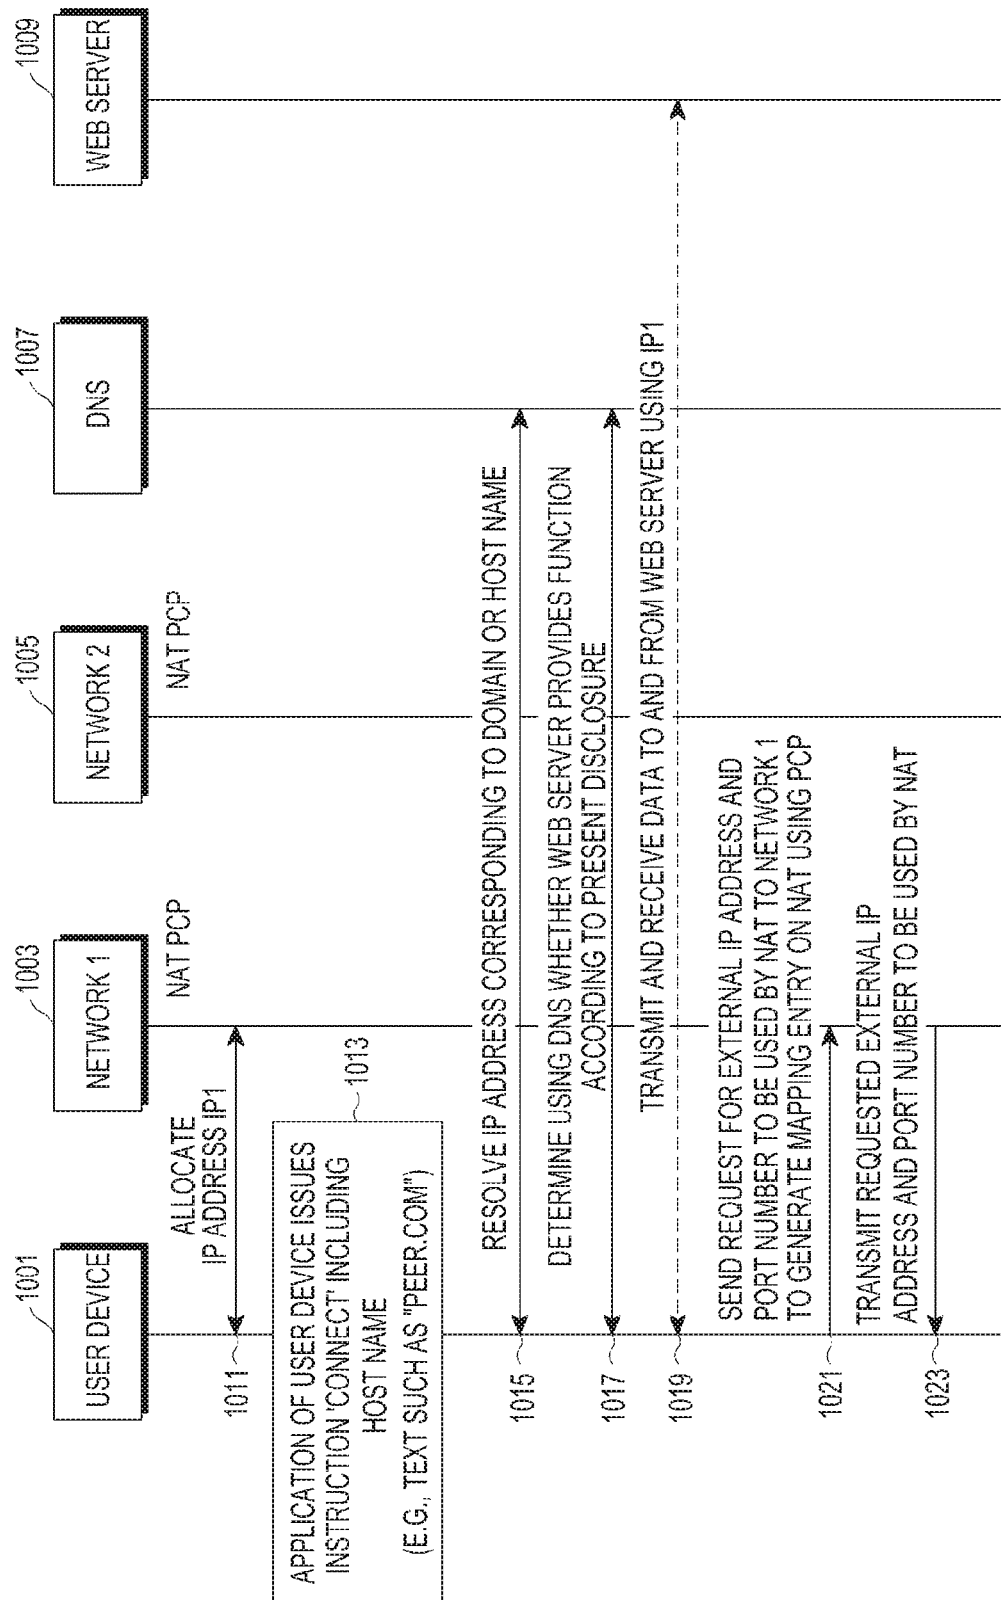 1001
USER DEVICE
1003
NETWORK 1
1005
NETWORK 2
1007
DNS
1009
WEB SERVER
NAT PCP
NAT PCP
1011
ALLOCATE
IP ADDRESS IP1
1013
APPLICATION OF USER DEVICE ISSUES
INSTRUCTION 'CONNECT' INCLUDING
HOST NAME
(E.G., TEXT SUCH AS "PEER.COM")
1015
RESOLVE IP ADDRESS CORRESPONDING TO DOMAIN OR HOST NAME
1017
DETERMINE USING DNS WHETHER WEB SERVER PROVIDES FUNCTION
ACCORDING TO PRESENT DISCLOSURE
1019
TRANSMIT AND RECEIVE DATA TO AND FROM WEB SERVER USING IP1
1021
SEND REQUEST FOR EXTERNAL IP ADDRESS AND
PORT NUMBER TO BE USED BY NAT TO NETWORK 1
TO GENERATE MAPPING ENTRY ON NAT USING PCP
1023
TRANSMIT REQUESTED EXTERNAL IP
ADDRESS AND PORT NUMBER TO BE USED BY NAT